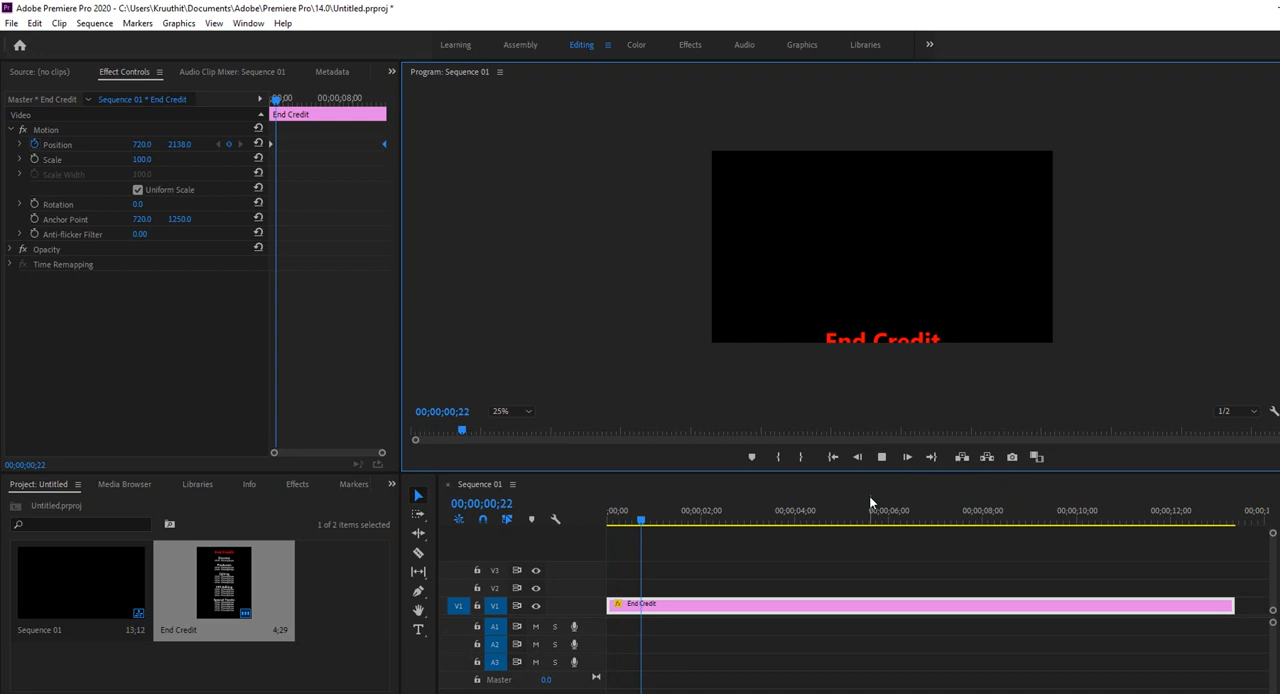 Adobe Premiere Pro 2020 - C:\Users\Kruuthit\Documents\Adobe\Premiere Pro\14.0\Untitled.prproj *
File Edit Clip Sequence Markers Graphics View Window Help
Learning Assembly Editing Color Effects Audio Graphics Libraries
Source: (no clips) Effect Controls Audio Clip Mixer: Sequence 01 Metadata
Program: Sequence 01
Master * End Credit Sequence 01 * End Credit
;00;00 00;00;08;00
Video
End Credit
fx Motion
Position 720.0 2138.0
Scale 100.0
Scale Width 100.0
Uniform Scale
Rotation 0.0
Anchor Point 720.0 1250.0
Anti-flicker Filter 0.00
fx Opacity
Time Remapping
End Credit
00;00;00;22 25% 1/2
00;00;00;22
Project: Untitled Media Browser Libraries Info Effects Markers
Untitled.prproj
1 of 2 items selected
Sequence 01 13;12
End Credit 4;29
Sequence 01
00;00;00;22
;00;00 00;00;02;00 00;00;04;00 00;00;06;00 00;00;08;00 00;00;10;00 00;00;12;00
V3
V2
V1 V1 fx End Credit
A1 M S
A2 M S
A3 M S
Master 0.0